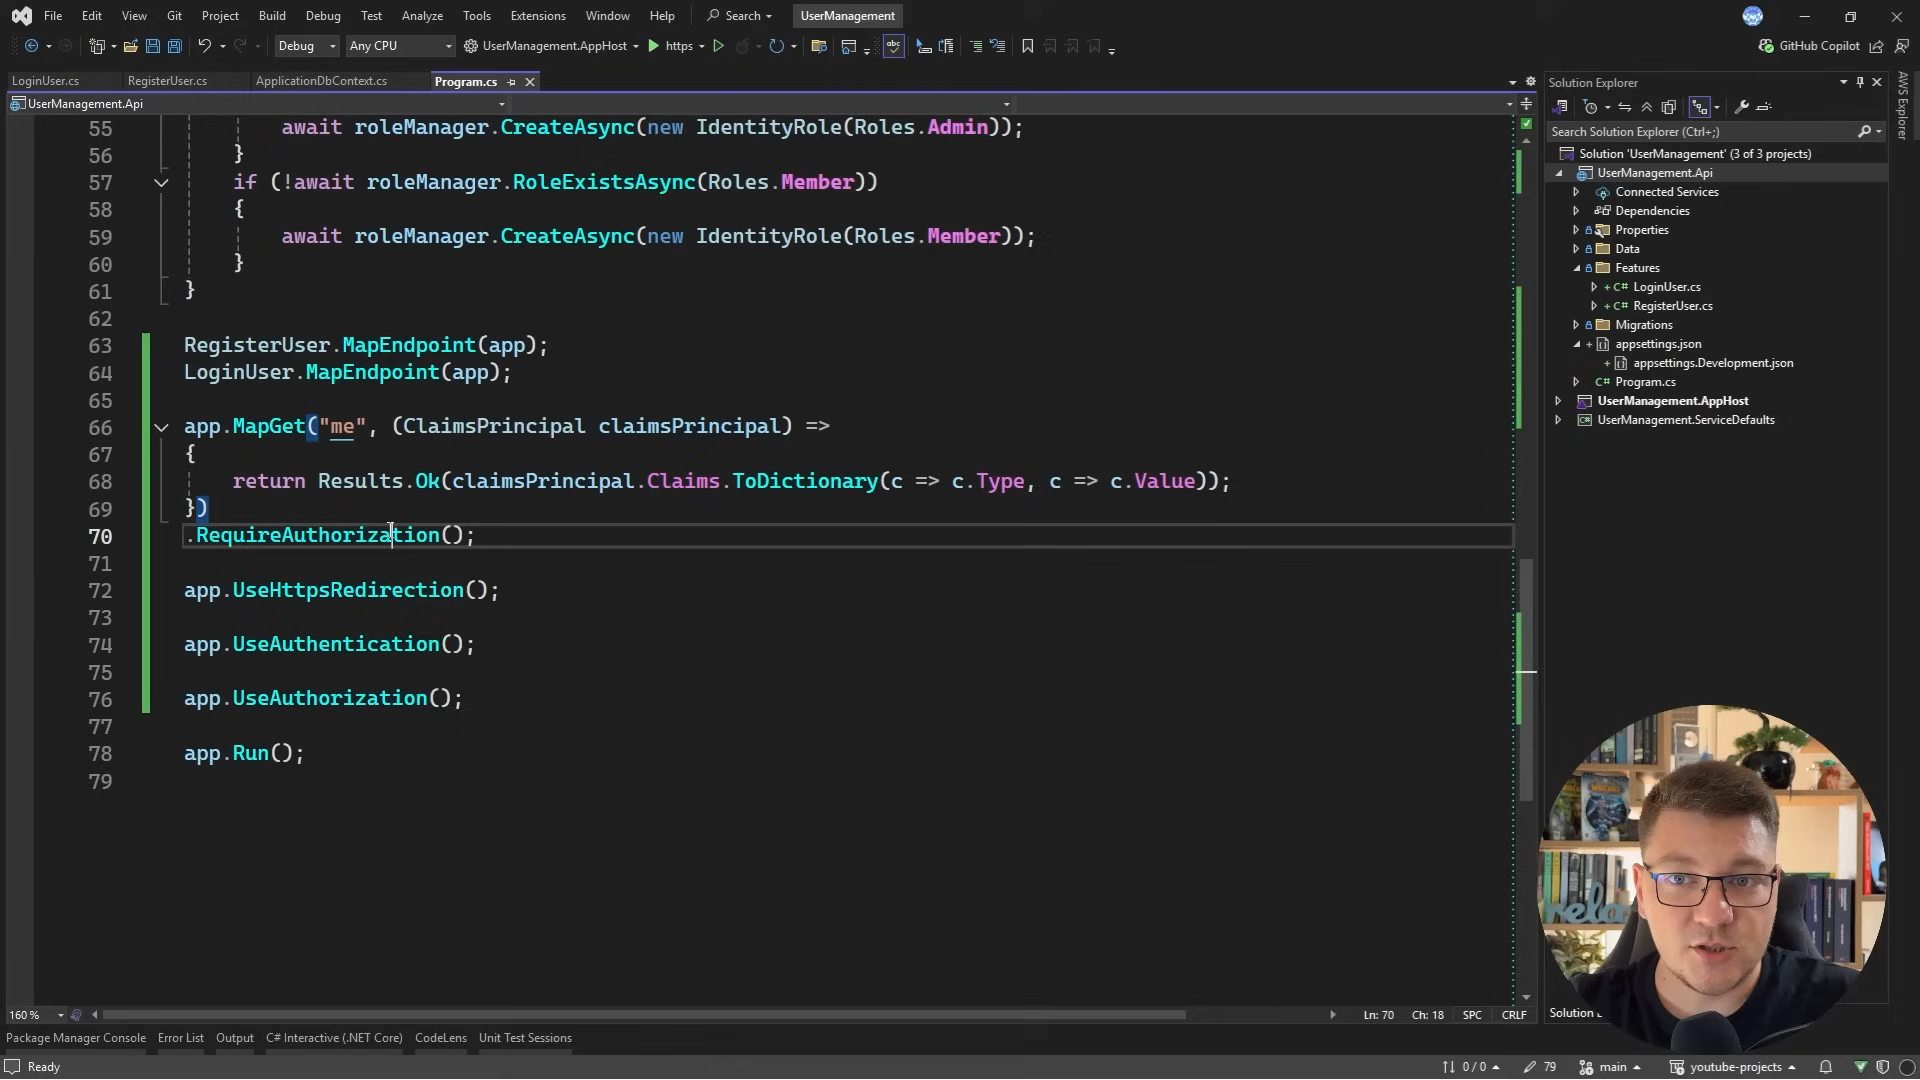 File Edit View Git Project Build Debug Test Analyze Tools Extensions Window Help Search UserManagement
Debug Any CPU UserManagement.AppHost https GitHub Copilot
LoginUser.cs RegisterUser.cs ApplicationDbContext.cs Program.cs
UserManagement.Api
55 await roleManager.CreateAsync(new IdentityRole(Roles.Admin));
56 }
57 if (!await roleManager.RoleExistsAsync(Roles.Member))
58 {
59 await roleManager.CreateAsync(new IdentityRole(Roles.Member));
60 }
61 }
62
63 RegisterUser.MapEndpoint(app);
64 LoginUser.MapEndpoint(app);
65
66 app.MapGet("me", (ClaimsPrincipal claimsPrincipal) =>
67 {
68 return Results.Ok(claimsPrincipal.Claims.ToDictionary(c => c.Type, c => c.Value));
69 })
70 .RequireAuthorization();
71
72 app.UseHttpsRedirection();
73
74 app.UseAuthentication();
75
76 app.UseAuthorization();
77
78 app.Run();
79
Solution Explorer
Search Solution Explorer (Ctrl+;)
Solution 'UserManagement' (3 of 3 projects)
UserManagement.Api
Connected Services
Dependencies
Properties
Data
Features
C# LoginUser.cs
C# RegisterUser.cs
Migrations
appsettings.json
appsettings.Development.json
C# Program.cs
UserManagement.AppHost
UserManagement.ServiceDefaults
AWS Explorer
160 % Ln: 70 Ch: 18 SPC CRLF
Solution
Package Manager Console Error List Output C# Interactive (.NET Core) CodeLens Unit Test Sessions
Ready 0 / 0 79 main youtube-projects